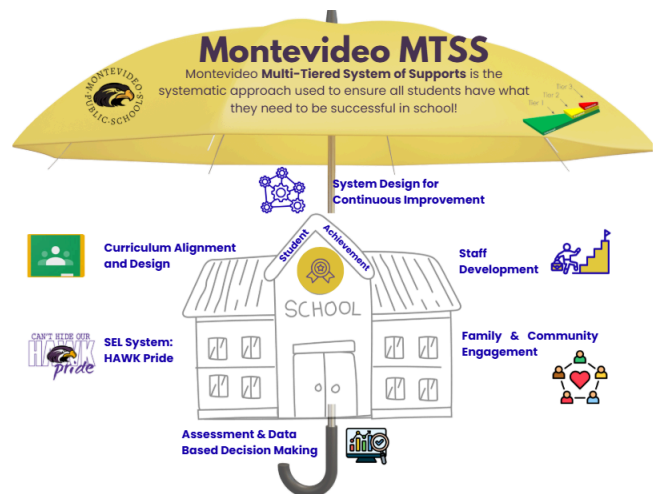 Montevideo MTSS
Montevideo Multi-Tiered System of Supports is the
systematic approach used to ensure all students have what
they need to be successful in school!
MONTEVIDEO
PUBLIC-SCHOOLS
Tier 1
Tier 2
Tier 3
System Design for
Continuous Improvement
Student
Achievement
Curriculum Alignment
and Design
Staff
Development
SCHOOL
CAN'T HIDE OUR
HAWK
pride
SEL System:
HAWK Pride
Family & Community
Engagement
Assessment & Data
Based Decision Making